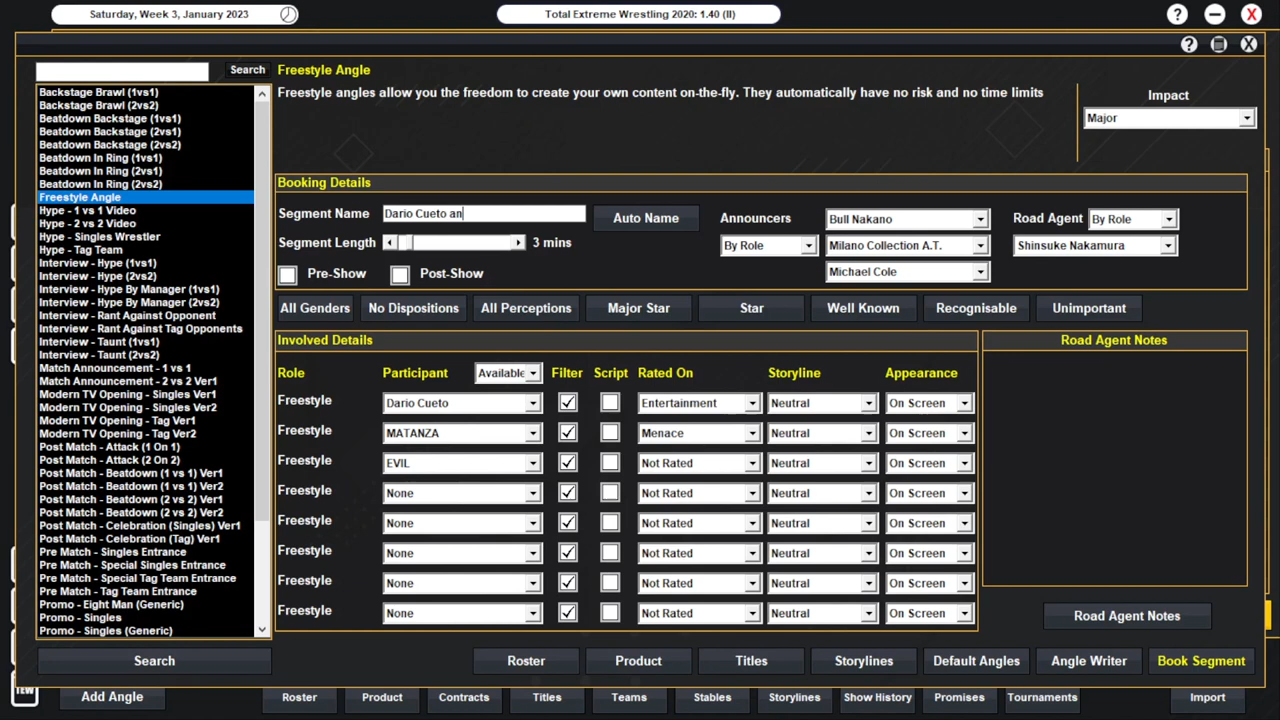 Saturday, Week 3, January 2023
Total Extreme Wrestling 2020: 1.40 (II)
? X
? X
Search
Freestyle Angle
Freestyle angles allow you the freedom to create your own content on-the-fly. They automatically have no risk and no time limits
Impact
Major
Backstage Brawl (1vs1)
Backstage Brawl (2vs2)
Beatdown Backstage (1vs1)
Beatdown Backstage (2vs1)
Beatdown Backstage (2vs2)
Beatdown In Ring (1vs1)
Beatdown In Ring (2vs1)
Beatdown In Ring (2vs2)
Freestyle Angle
Hype - 1 vs 1 Video
Hype - 2 vs 2 Video
Hype - Singles Wrestler
Hype - Tag Team
Interview - Hype (1vs1)
Interview - Hype (2vs2)
Interview - Hype By Manager (1vs1)
Interview - Hype By Manager (2vs2)
Interview - Rant Against Opponent
Interview - Rant Against Tag Opponents
Interview - Taunt (1vs1)
Interview - Taunt (2vs2)
Match Announcement - 1 vs 1
Match Announcement - 2 vs 2 Ver1
Modern TV Opening - Singles Ver1
Modern TV Opening - Singles Ver2
Modern TV Opening - Tag Ver1
Modern TV Opening - Tag Ver2
Post Match - Attack (1 On 1)
Post Match - Attack (2 On 2)
Post Match - Beatdown (1 vs 1) Ver1
Post Match - Beatdown (1 vs 1) Ver2
Post Match - Beatdown (2 vs 2) Ver1
Post Match - Beatdown (2 vs 2) Ver2
Post Match - Celebration (Singles) Ver1
Post Match - Celebration (Tag) Ver1
Pre Match - Singles Entrance
Pre Match - Special Singles Entrance
Pre Match - Special Tag Team Entrance
Pre Match - Tag Team Entrance
Promo - Eight Man (Generic)
Promo - Singles
Promo - Singles (Generic)
Booking Details
Segment Name Dario Cueto an Auto Name Announcers Bull Nakano Road Agent By Role
Segment Length 3 mins By Role Milano Collection A.T. Shinsuke Nakamura
Pre-Show Post-Show Michael Cole
All Genders No Dispositions All Perceptions Major Star Star Well Known Recognisable Unimportant
Involved Details Road Agent Notes
Role Participant Available Filter Script Rated On Storyline Appearance
Freestyle Dario Cueto Entertainment Neutral On Screen
Freestyle MATANZA Menace Neutral On Screen
Freestyle EVIL Not Rated Neutral On Screen
Freestyle None Not Rated Neutral On Screen
Freestyle None Not Rated Neutral On Screen
Freestyle None Not Rated Neutral On Screen
Freestyle None Not Rated Neutral On Screen
Freestyle None Not Rated Neutral On Screen
Road Agent Notes
Search Roster Product Titles Storylines Default Angles Angle Writer Book Segment
TEW Add Angle Roster Product Contracts Titles Teams Stables Storylines Show History Promises Tournaments Import